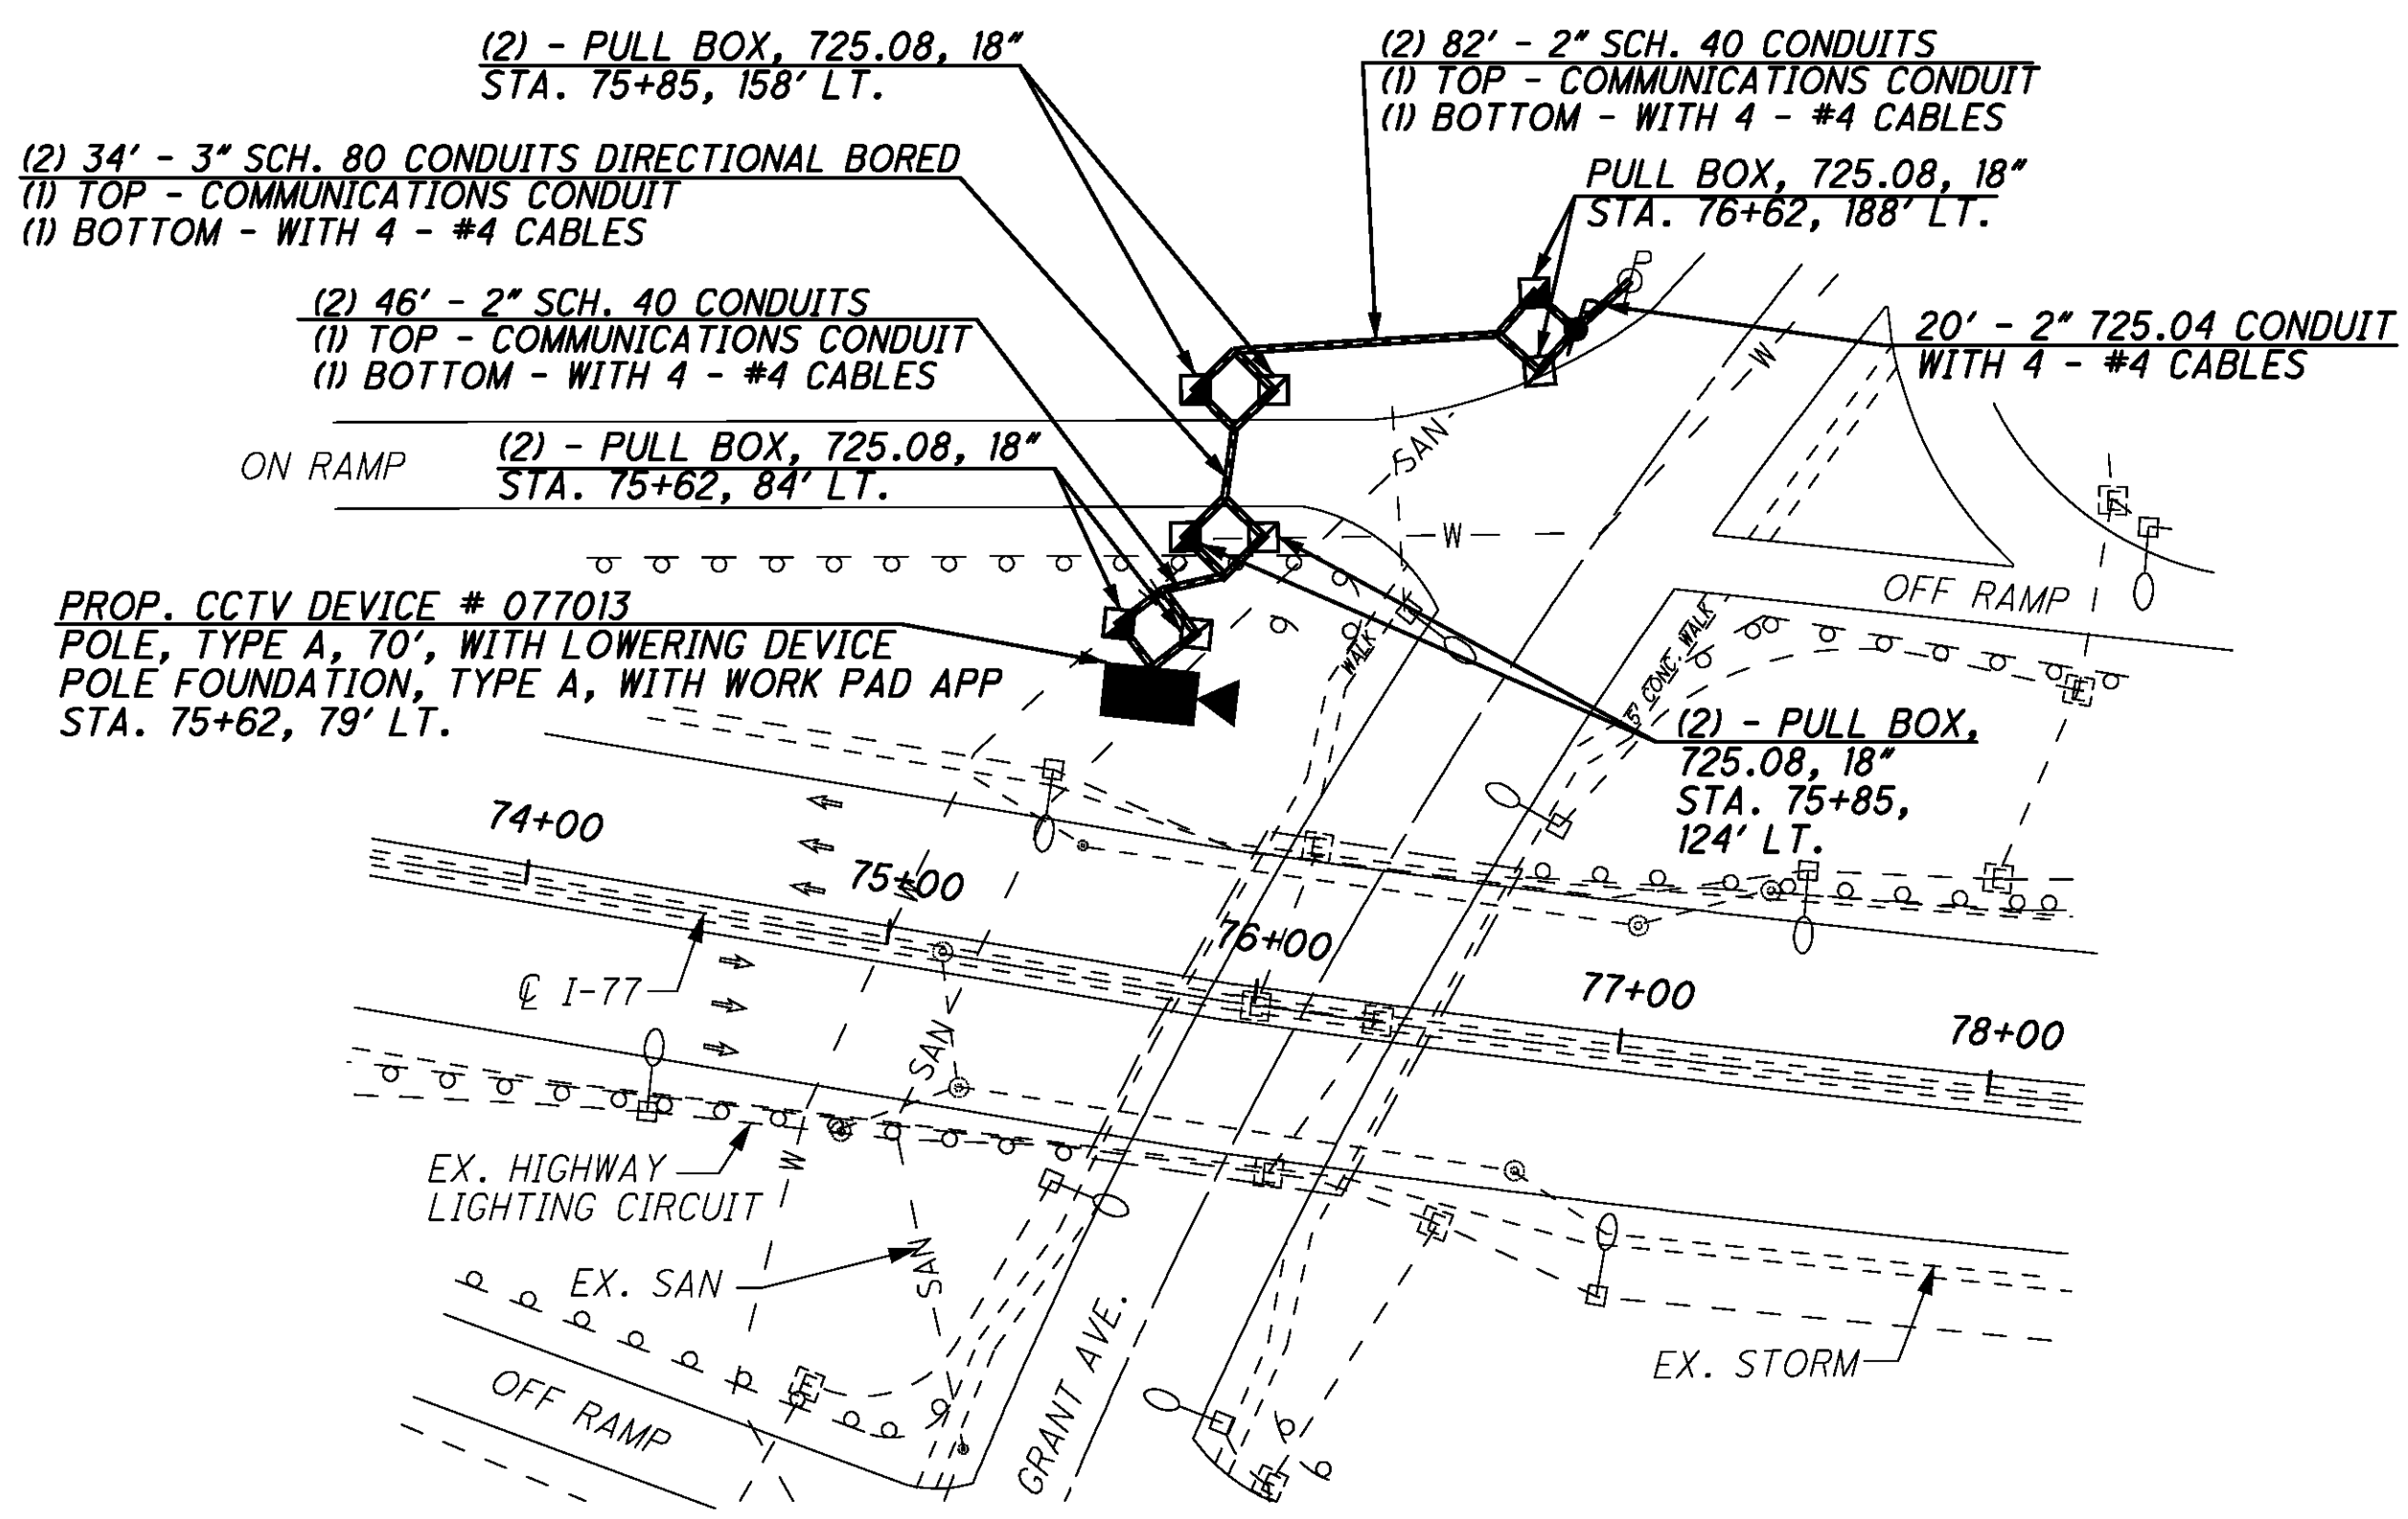 (2) - PULL BOX, 725.08, 18"
STA. 75+85, 158' LT.
(2) 82' - 2" SCH. 40 CONDUITS
(1) TOP - COMMUNICATIONS CONDUIT
(1) BOTTOM - WITH 4 - #4 CABLES
(2) 34' - 3" SCH. 80 CONDUITS DIRECTIONAL BORED
(1) TOP - COMMUNICATIONS CONDUIT
(1) BOTTOM - WITH 4 - #4 CABLES
PULL BOX, 725.08, 18"
STA. 76+62, 188' LT.
P
(2) 46' - 2" SCH. 40 CONDUITS
(1) TOP - COMMUNICATIONS CONDUIT
(1) BOTTOM - WITH 4 - #4 CABLES
20' - 2" 725.04 CONDUIT
WITH 4 - #4 CABLES
W
ON RAMP
(2) - PULL BOX, 725.08, 18"
STA. 75+62, 84' LT.
SAN
E
W
OFF RAMP
PROP. CCTV DEVICE # 077013
POLE, TYPE A, 70', WITH LOWERING DEVICE
POLE FOUNDATION, TYPE A, WITH WORK PAD APP
STA. 75+62, 79' LT.
WALK
5' CONC. WALK
E
(2) - PULL BOX,
725.08, 18"
STA. 75+85,
124' LT.
74+00
75+00
W
E
E
76+00
77+00
78+00
℄ I-77
E
E
SAN
EX. HIGHWAY
LIGHTING CIRCUIT
W
E
E
EX. SAN
SAN
EX. STORM
GRANT AVE.
E
OFF RAMP
E